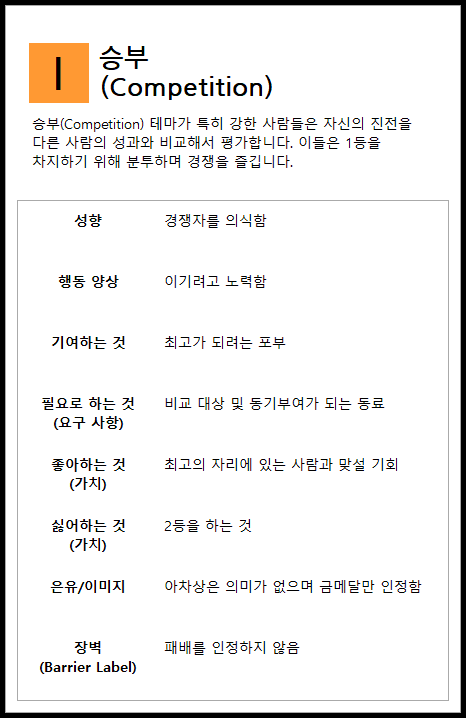 I
승부
(Competition)
승부(Competition) 테마가 특히 강한 사람들은 자신의 진전을
다른 사람의 성과와 비교해서 평가합니다. 이들은 1등을
차지하기 위해 분투하며 경쟁을 즐깁니다.
성향 경쟁자를 의식함
행동 양상 이기려고 노력함
기여하는 것 최고가 되려는 포부
필요로 하는 것 비교 대상 및 동기부여가 되는 동료
(요구 사항)
좋아하는 것 최고의 자리에 있는 사람과 맞설 기회
(가치)
싫어하는 것 2등을 하는 것
(가치)
은유/이미지 아차상은 의미가 없으며 금메달만 인정함
장벽 패배를 인정하지 않음
(Barrier Label)